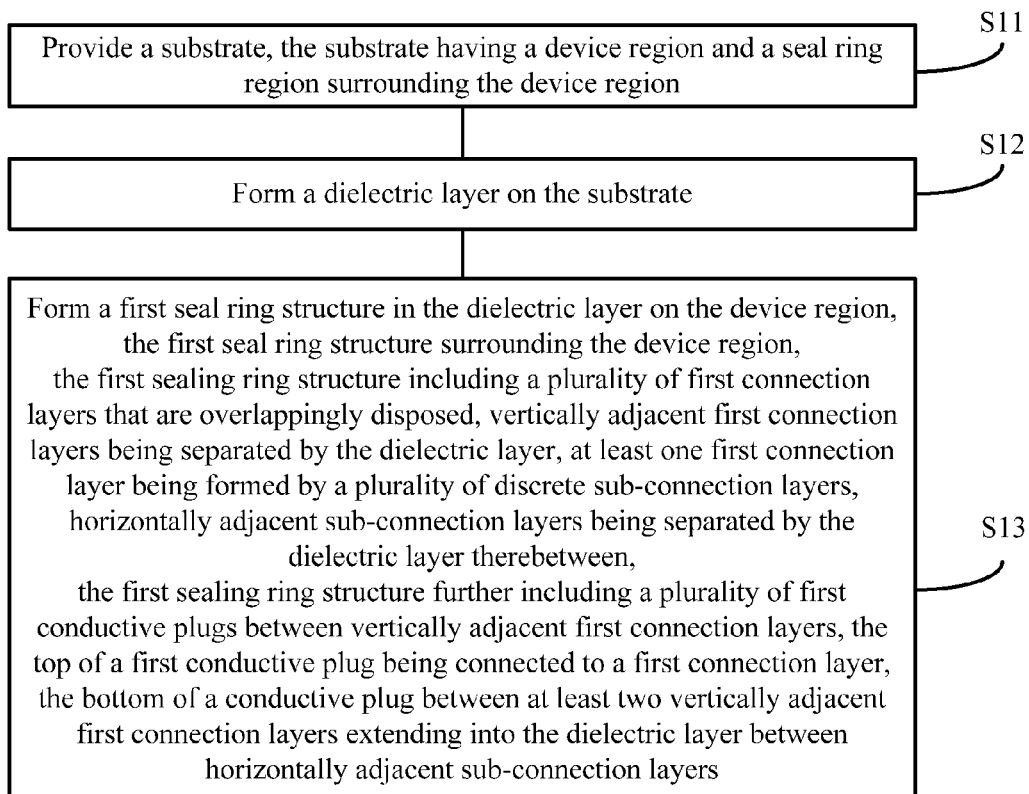 S11
Provide a substrate, the substrate having a device region and a seal ring
region surrounding the device region
S12
Form a dielectric layer on the substrate
Form a first seal ring structure in the dielectric layer on the device region,
the first seal ring structure surrounding the device region,
the first sealing ring structure including a plurality of first connection
layers that are overlappingly disposed, vertically adjacent first connection
layers being separated by the dielectric layer, at least one first connection
layer being formed by a plurality of discrete sub-connection layers,
horizontally adjacent sub-connection layers being separated by the
dielectric layer therebetween,
the first sealing ring structure further including a plurality of first
conductive plugs between vertically adjacent first connection layers, the
top of a first conductive plug being connected to a first connection layer,
the bottom of a conductive plug between at least two vertically adjacent
first connection layers extending into the dielectric layer between
horizontally adjacent sub-connection layers
S13